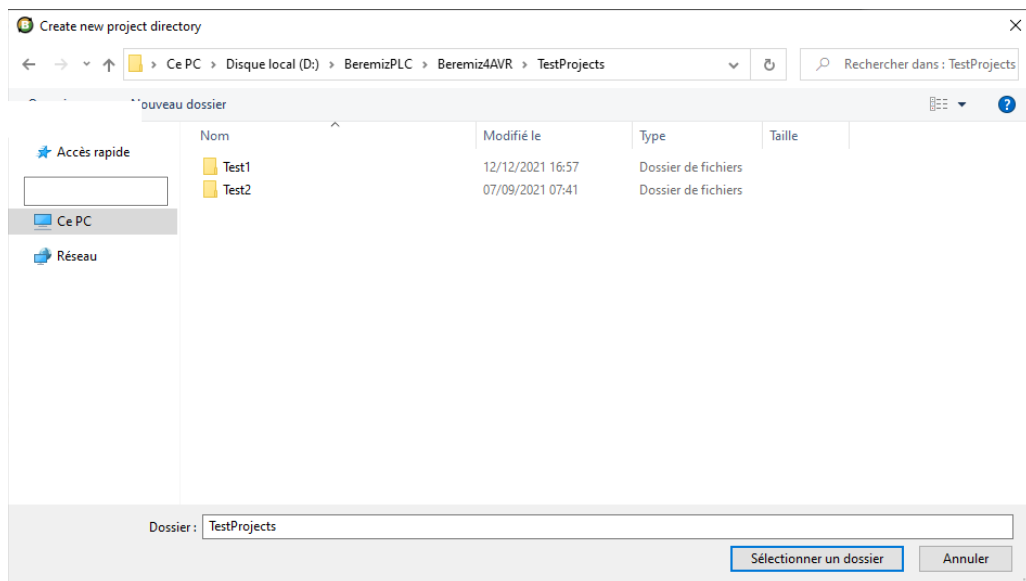 Create new project directory
Ce PC > Disque local (D:) > BeremizPLC > Beremiz4AVR > TestProjects
Rechercher dans : TestProjects
Nouveau dossier
Nom Modifié le Type Taille
Accès rapide
Test1 12/12/2021 16:57 Dossier de fichiers
Test2 07/09/2021 07:41 Dossier de fichiers
Ce PC
Réseau
Dossier : TestProjects
Sélectionner un dossier Annuler